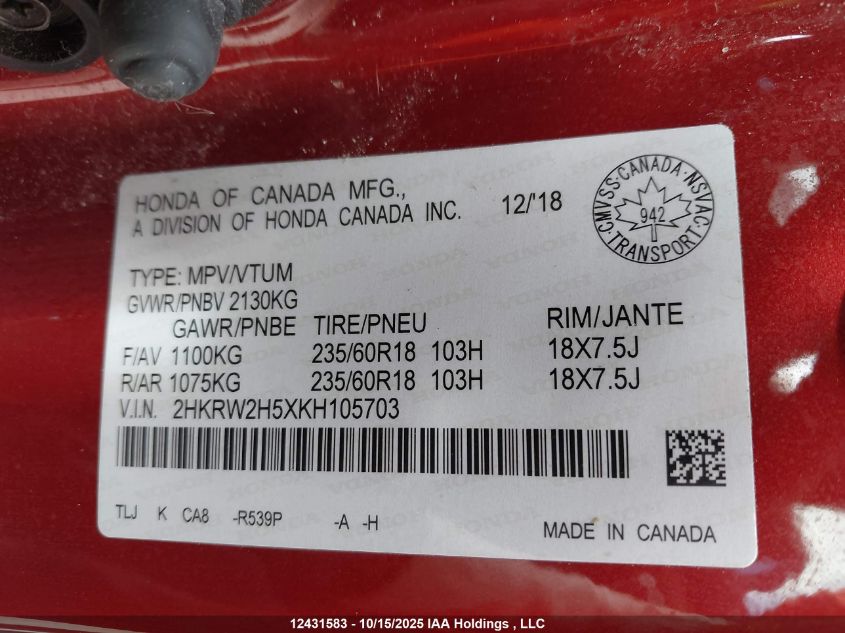 HONDA OF CANADA MFG.,
A DIVISION OF HONDA CANADA INC. 12/'18
CMVSS·CANADA·NSVAC·
942
TRANSPORT
TYPE: MPV/VTUM
GVWR/PNBV 2130KG
GAWR/PNBE TIRE/PNEU RIM/JANTE
F/AV 1100KG 235/60R18 103H 18X7.5J
R/AR 1075KG 235/60R18 103H 18X7.5J
V.I.N. 2HKRW2H5XKH105703
TLJ K CA8 -R539P -A -H MADE IN CANADA
12431583 - 10/15/2025 IAA Holdings , LLC